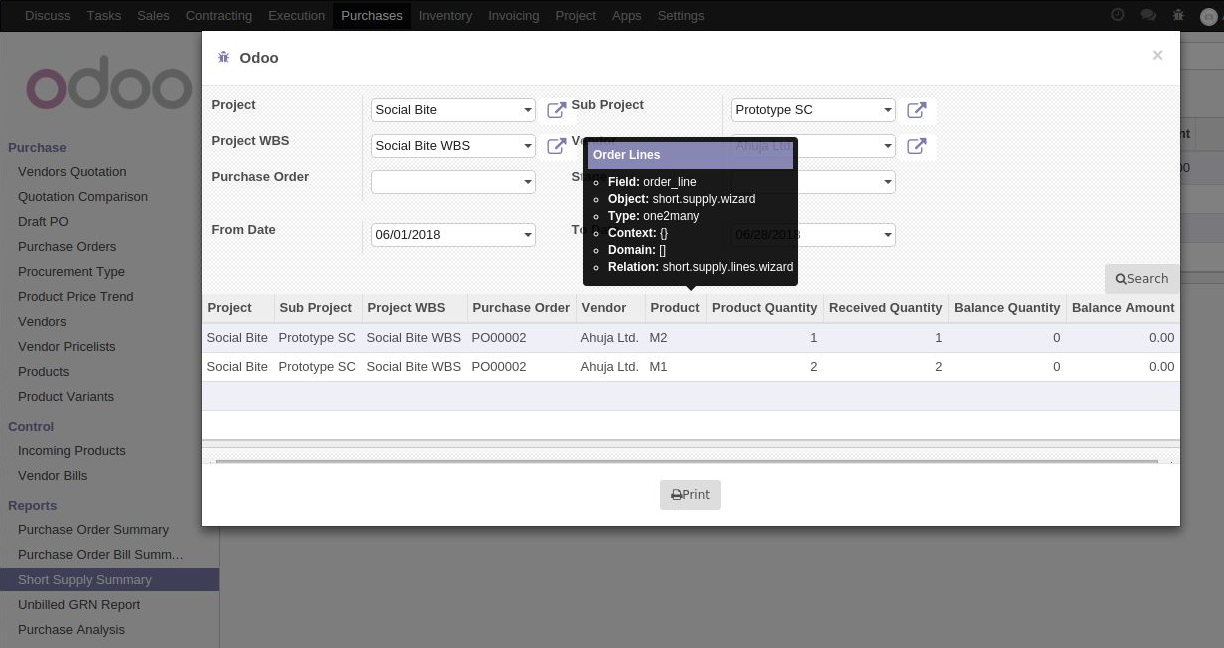 Discuss Tasks Sales Contracting Execution Purchases Inventory Invoicing Project Apps Settings
odoo
Purchase
Vendors Quotation
Quotation Comparison
Draft PO
Purchase Orders
Procurement Type
Product Price Trend
Vendors
Vendor Pricelists
Products
Product Variants
Control
Incoming Products
Vendor Bills
Reports
Purchase Order Summary
Purchase Order Bill Summ...
Short Supply Summary
Unbilled GRN Report
Purchase Analysis
Odoo ×
Project Social Bite Sub Project Prototype SC
Project WBS Social Bite WBS Vendor Ahuja Ltd.
Purchase Order
From Date 06/01/2018 06/28/2018
Order Lines
Field: order_line
Object: short.supply.wizard
Type: one2many
Context: {}
Domain: []
Relation: short.supply.lines.wizard
Search
Project Sub Project Project WBS Purchase Order Vendor Product Product Quantity Received Quantity Balance Quantity Balance Amount
Social Bite Prototype SC Social Bite WBS PO00002 Ahuja Ltd. M2 1 1 0 0.00
Social Bite Prototype SC Social Bite WBS PO00002 Ahuja Ltd. M1 2 2 0 0.00
Print